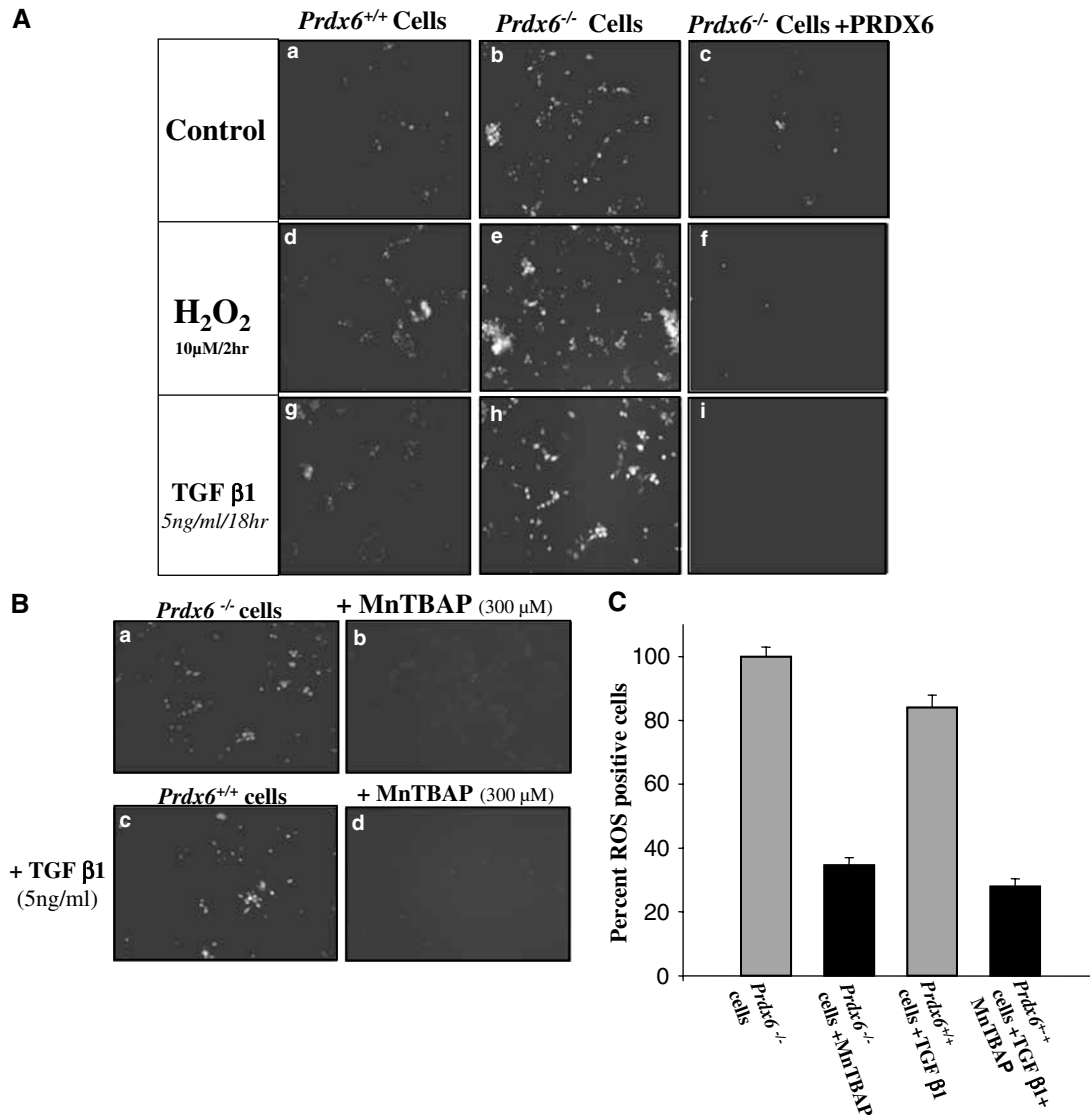 A
Prdx6+/+ Cells
Prdx6-/- Cells
Prdx6-/- Cells +PRDX6
Control
a
b
c
H2O2
10µM/2hr
d
e
f
TGF β1
5ng/ml/18hr
g
h
i
B
Prdx6 -/- cells
+ MnTBAP (300 µM)
a
b
Prdx6+/+ cells
+ MnTBAP (300 µM)
+ TGF β1
(5ng/ml)
c
d
C
Percent ROS positive cells
100
80
60
40
20
0
Prdx6 -/-
cells
Prdx6 -/-
cells +MnTBAP
Prdx6+/+
cells +TGF β1
Prdx6+-+
cells +TGF β1+
MnTBAP